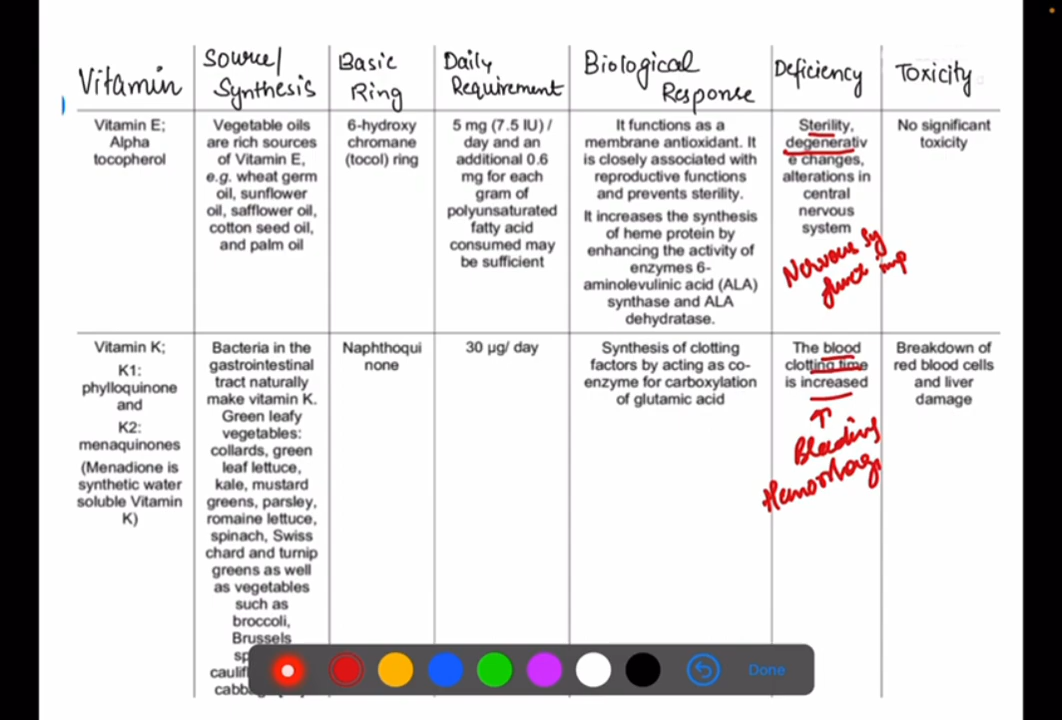 Vitamin
Source/
Synthesis
Basic
Ring
Daily
Requirement
Biological
Response
Deficiency
Toxicity
Vitamin E;
Alpha
tocopherol
Vegetable oils
are rich sources
of Vitamin E,
e.g. wheat germ
oil, sunflower
oil, safflower oil,
cotton seed oil,
and palm oil
6-hydroxy
chromane
(tocol) ring
5 mg (7.5 IU) /
day and an
additional 0.6
mg for each
gram of
polyunsaturated
fatty acid
consumed may
be sufficient
It functions as a
membrane antioxidant. It
is closely associated with
reproductive functions
and prevents sterility.
It increases the synthesis
of heme protein by
enhancing the activity of
enzymes 6-
aminolevulinic acid (ALA)
synthase and ALA
dehydratase.
Sterility,
degenerativ
e changes,
alterations in
central
nervous
system
Nervous Sy
funct imp
No significant
toxicity
Vitamin K;
K1:
phylloquinone
and
K2:
menaquinones
(Menadione is
synthetic water
soluble Vitamin
K)
Bacteria in the
gastrointestinal
tract naturally
make vitamin K.
Green leafy
vegetables:
collards, green
leaf lettuce,
kale, mustard
greens, parsley,
romaine lettuce,
spinach, Swiss
chard and turnip
greens as well
as vegetables
such as
broccoli,
Brussels
Naphthoqui
none
30 µg/ day
Synthesis of clotting
factors by acting as co-
enzyme for carboxylation
of glutamic acid
The blood
clotting time
is increased
↑
Bleeding
Hemorrhag
Breakdown of
red blood cells
and liver
damage
Done